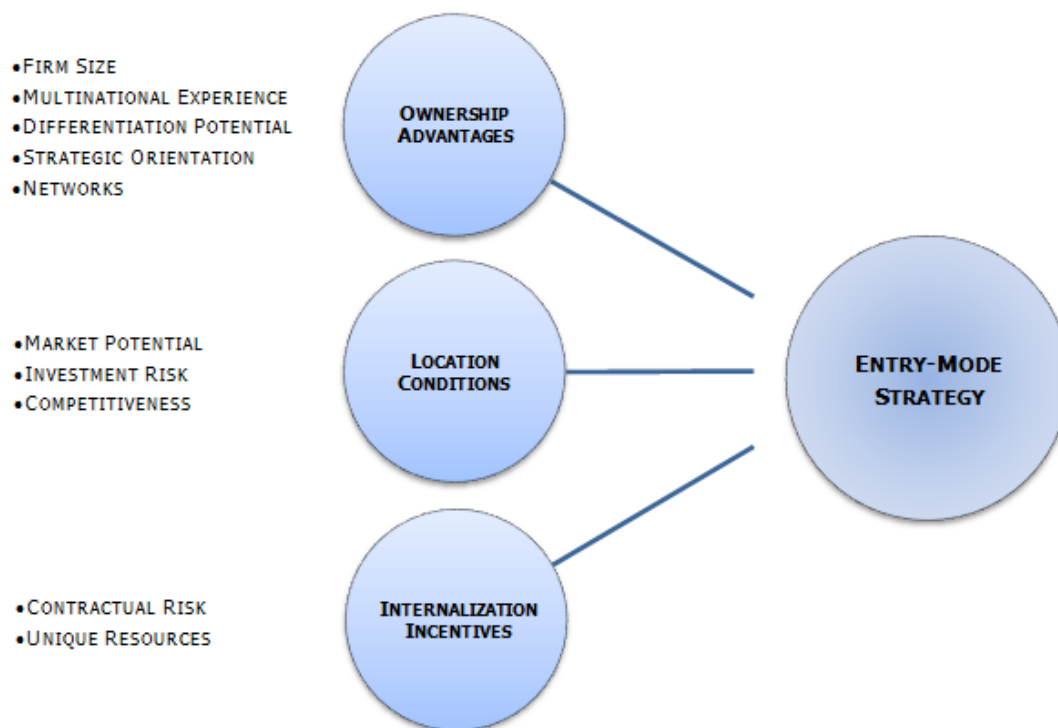 •FIRM SIZE
•MULTINATIONAL EXPERIENCE
•DIFFERENTIATION POTENTIAL
•STRATEGIC ORIENTATION
•NETWORKS
OWNERSHIP
ADVANTAGES
•MARKET POTENTIAL
•INVESTMENT RISK
•COMPETITIVENESS
LOCATION
CONDITIONS
ENTRY-MODE
STRATEGY
•CONTRACTUAL RISK
•UNIQUE RESOURCES
INTERNALIZATION
INCENTIVES